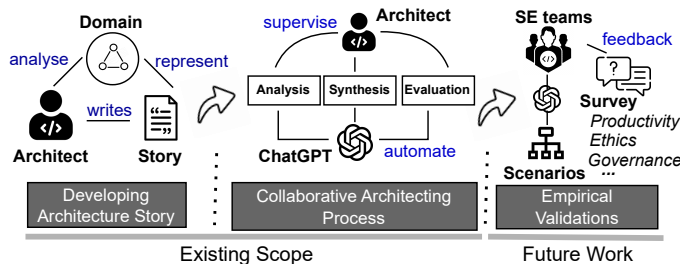 Domain
analyse
represent
writes
Architect
Story
Developing
Architecture Story
supervise
Architect
Analysis
Synthesis
Evaluation
ChatGPT
automate
Collaborative Architecting
Process
SE teams
feedback
Survey
Productivity
Ethics
Governance
...
Scenarios
Empirical
Validations
Existing Scope
Future Work